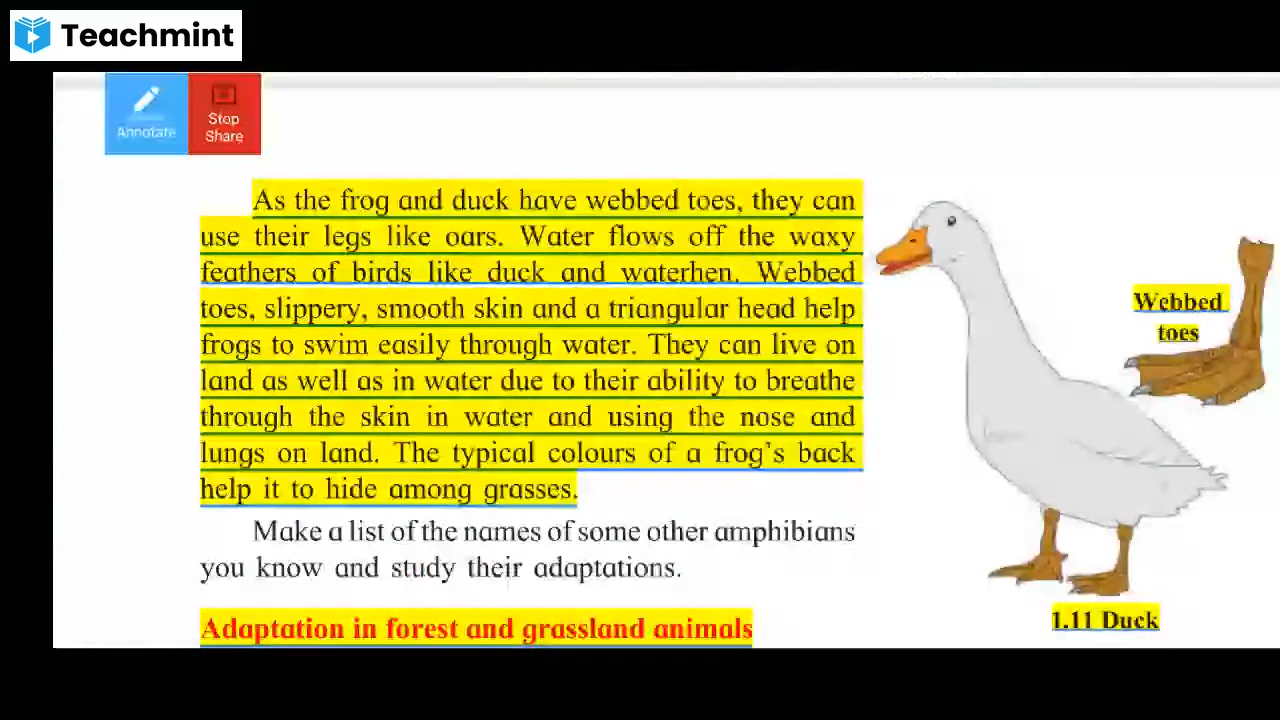 Teachmint
Annotate
Stop
Share
As the frog and duck have webbed toes, they can
use their legs like oars. Water flows off the waxy
feathers of birds like duck and waterhen. Webbed
toes, slippery, smooth skin and a triangular head help
frogs to swim easily through water. They can live on
land as well as in water due to their ability to breathe
through the skin in water and using the nose and
lungs on land. The typical colours of a frog's back
help it to hide among grasses.
Make a list of the names of some other amphibians
you know and study their adaptations.
Adaptation in forest and grassland animals
Webbed
toes
1.11 Duck